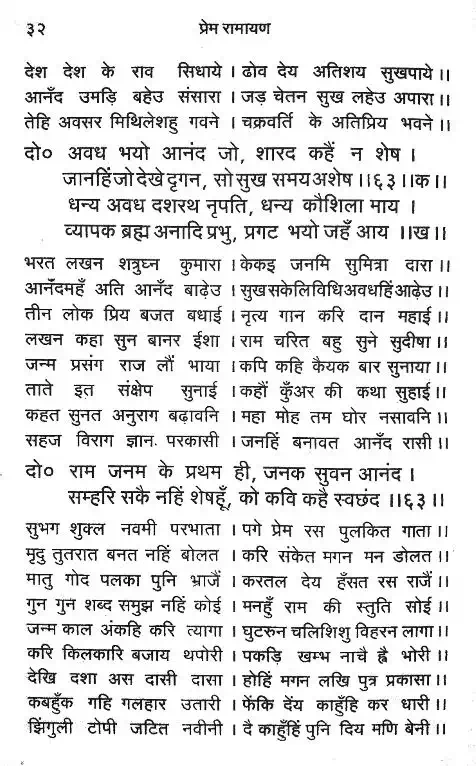 ३२ प्रेम रामायण
देश देश के राव सिधाये । ढोव देय अतिशय सुखपाये ।।
आनँद उमड़ि बहेउ संसारा । जड़ चेतन सुख लहेउ अपारा ।।
तेहि अवसर मिथिलेशहु गवने । चक्रवर्ति के अतिप्रिय भवने ।।
दो० अवध भयो आनंद जो, शारद कहैं न शेष ।
जानहिं जो देखे दृगन, सो सुख समय अशेष ।।६३।।क।।
धन्य अवध दशरथ नृपति, धन्य कौशिला माय ।
व्यापक ब्रह्म अनादि प्रभु, प्रगट भयो जहँ आय ।।ख।।
भरत लखन शत्रुघ्न कुमारा । केकइ जनमि सुमित्रा दारा ।।
आनँदमहँ अति आनँद बाढ़ेउ । सुख सकेलि विधि अवधहिं आढ़ेउ ।।
तीन लोक प्रिय बजत बधाई । नृत्य गान करि दान महाई ।।
लखन कहा सुन बानर ईशा । राम चरित बहु सुने सुदीषा ।।
जन्म प्रसंग राज लौं भाया । कपि कहि कैयक बार सुनाया ।।
ताते इत संक्षेप सुनाई । कहौं कुँअर की कथा सुहाई ।।
कहत सुनत अनुराग बढ़ावनि । महा मोह तम घोर नसावनि ।।
सहज विराग ज्ञान. परकासी । जनहिं बनावत आनँद रासी ।।
दो० राम जनम के प्रथम ही, जनक सुवन आनंद ।
सम्हरि सकै नहिं शेषहूँ, को कवि कहै स्वछंद ।।६३।।
सुभग शुक्ल नवमी परभाता । पगे प्रेम रस पुलकित गाता ।।
मृदु तुतरात बनत नहिं बोलत । करि संकेत मगन मन डोलत ।।
मातु गोद पलका पुनि भ्राजैं । करतल देय हँसत रस राजैं ।।
गुन गुन शब्द समुझ नहिं कोई । मनहुँ राम की स्तुति सोई ।।
जन्म काल अंकहि करि त्यागा । घुटरुन चलि शिशु विहरन लागा ।।
करि किलकारि बजाय थपोरी । पकड़ि खम्भ नाचै ह्वै भोरी ।।
देखि दशा अस दासी दासा । होहिं मगन लखि पुत्र प्रकासा ।।
कबहुँक गहि गलहार उतारी । फेंकि देंय काहुँहि कर धारी ।।
झिंगुली टोपी जटित नवीनी । दै काहुँहिं पुनि दिय मणि बेनी ।।